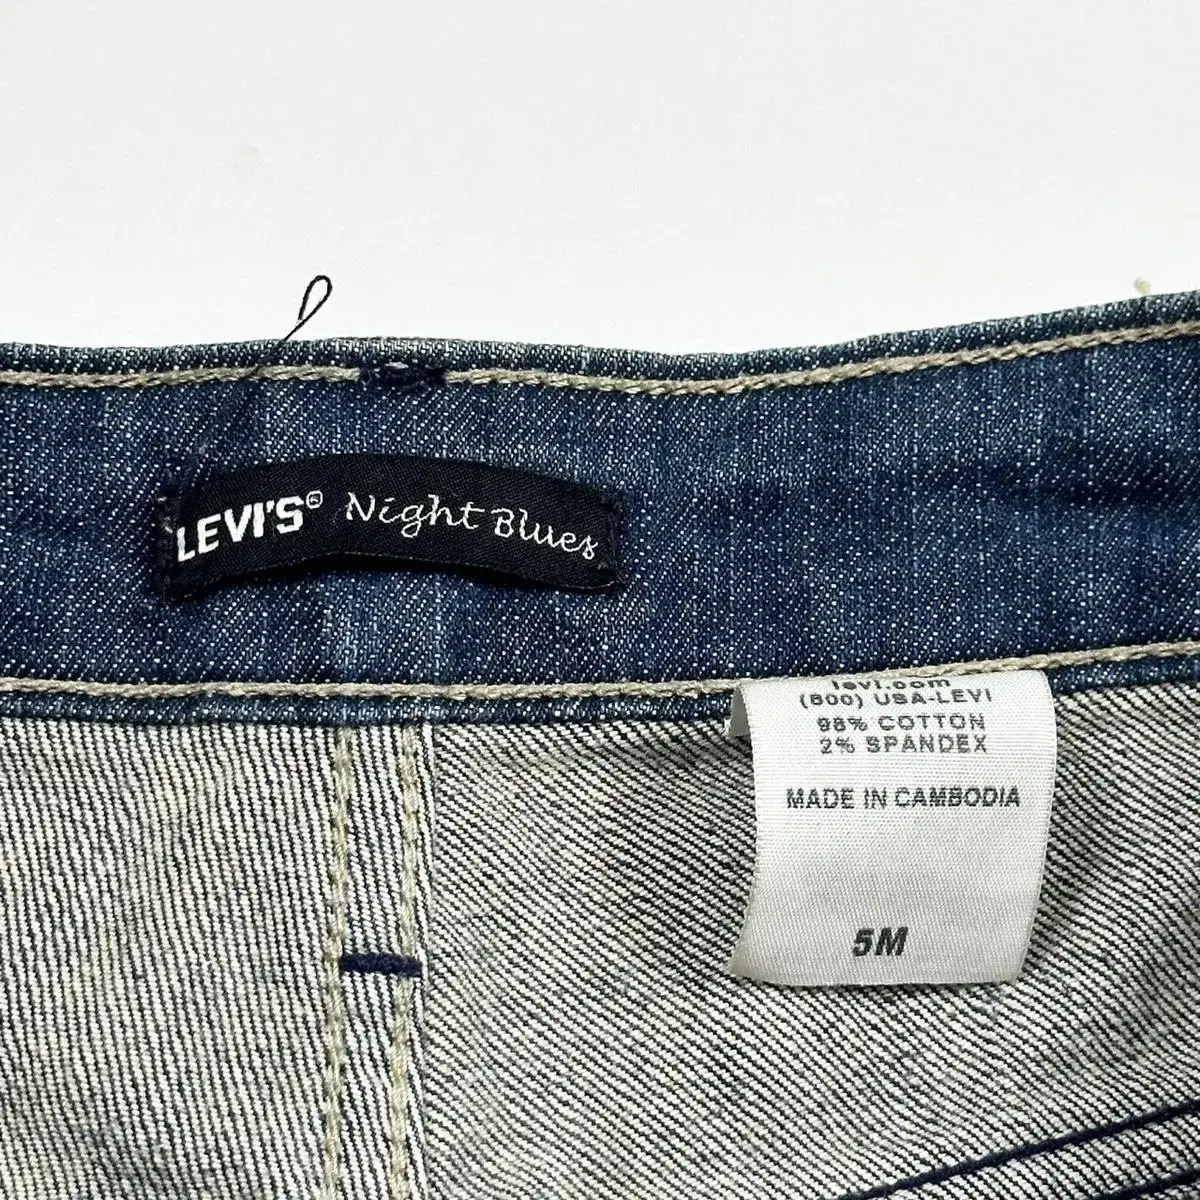 LEVI'S® Night Blues
levi.com
(800) USA-LEVI
98% COTTON
2% SPANDEX
MADE IN CAMBODIA
5M